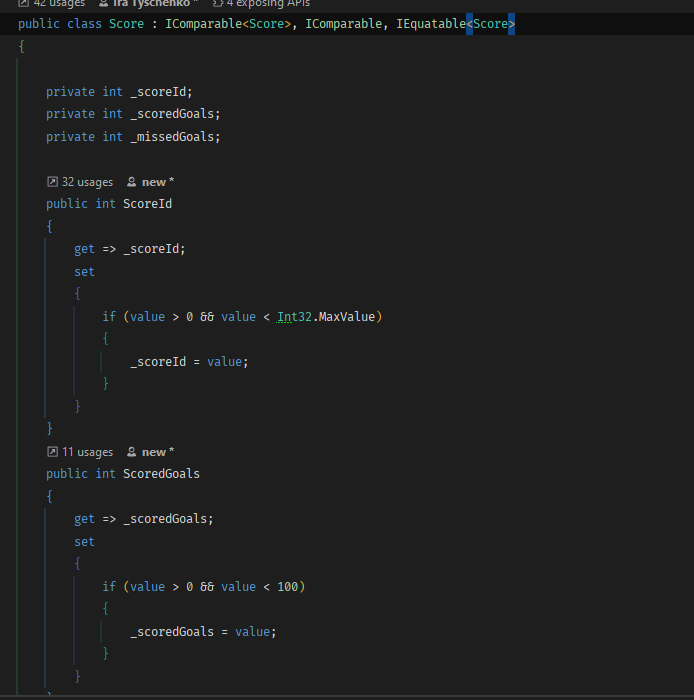 42 usages Ira Tyschenko * 4 exposing APIs
public class Score : IComparable<Score>, IComparable, IEquatable<Score>
{
private int _scoreId;
private int _scoredGoals;
private int _missedGoals;
32 usages new *
public int ScoreId
{
get => _scoreId;
set
{
if (value > 0 && value < Int32.MaxValue)
{
_scoreId = value;
}
}
}
11 usages new *
public int ScoredGoals
{
get => _scoredGoals;
set
{
if (value > 0 && value < 100)
{
_scoredGoals = value;
}
}
}